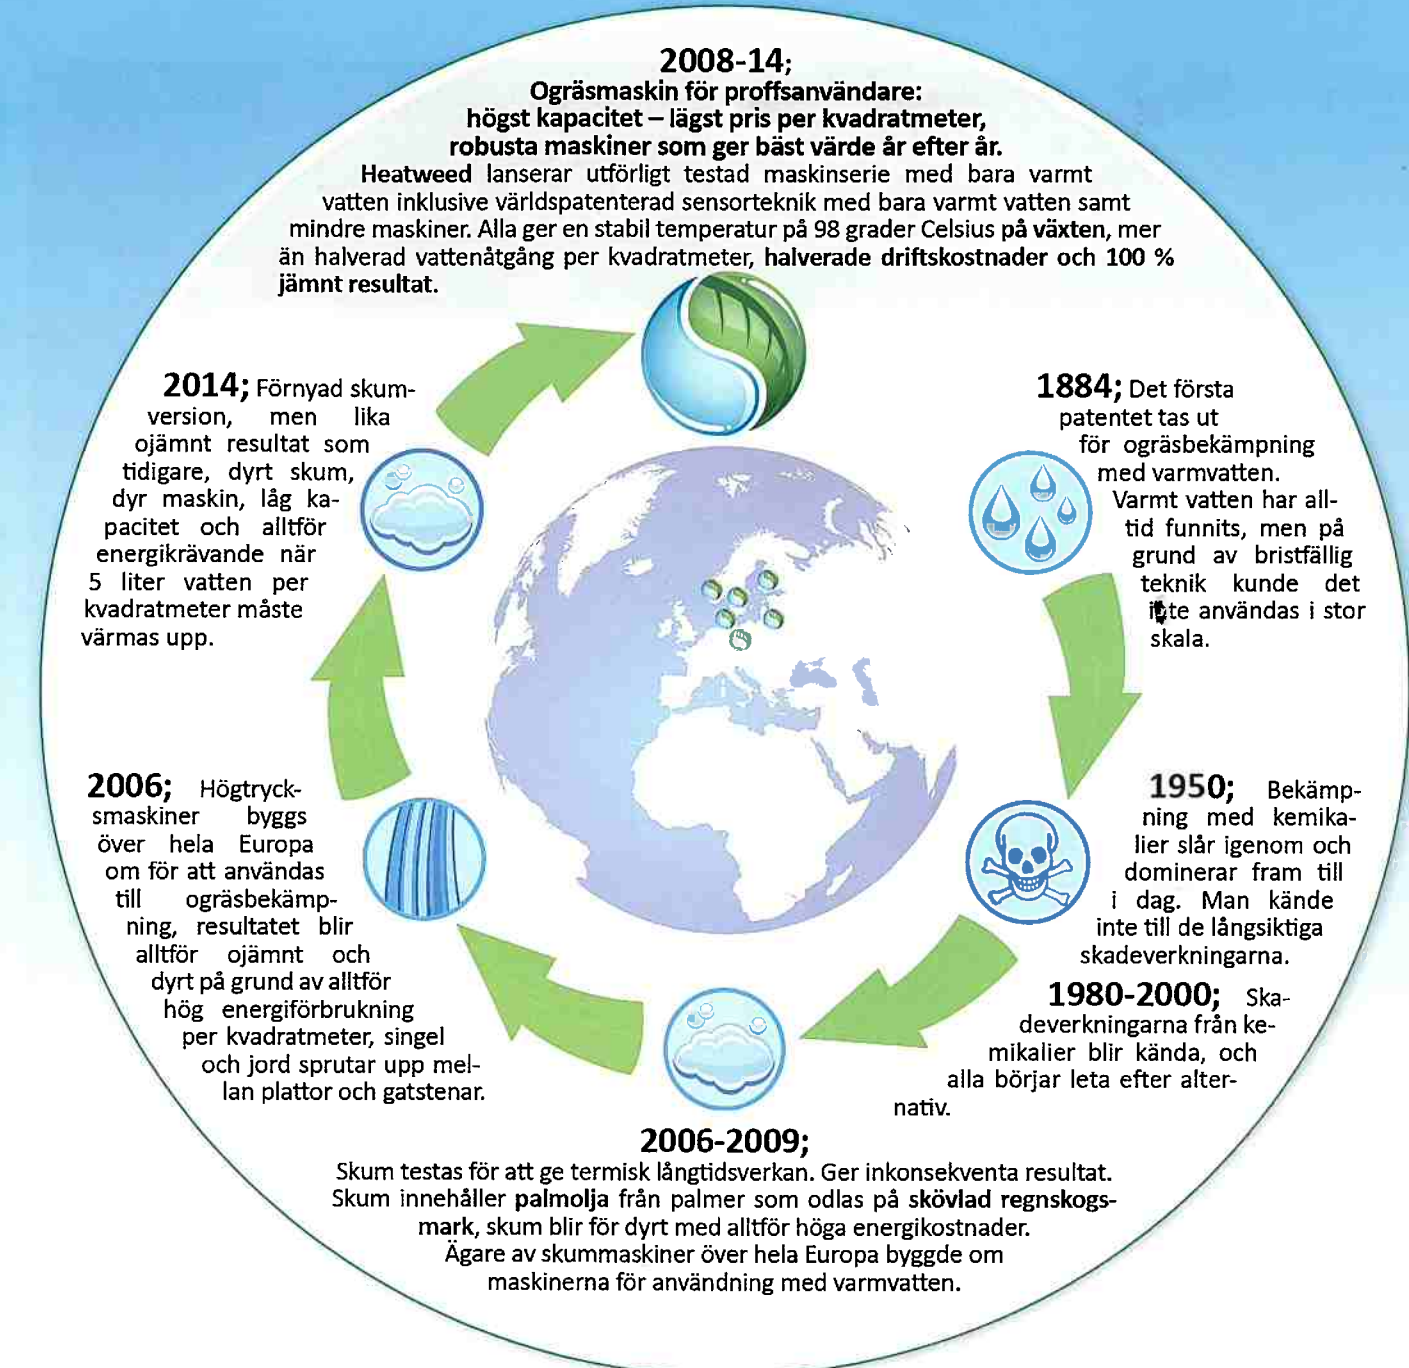 2008-14;
Ogräsmaskin för proffsanvändare:
högst kapacitet – lägst pris per kvadratmeter,
robusta maskiner som ger bäst värde år efter år.
Heatweed lanserar utförligt testad maskinserie med bara varmt
vatten inklusive världspatenterad sensorteknik med bara varmt vatten samt
mindre maskiner. Alla ger en stabil temperatur på 98 grader Celsius på växten, mer
än halverad vattenåtgång per kvadratmeter, halverade driftskostnader och 100 %
jämnt resultat.
1884; Det första
patentet tas ut
för ogräsbekämpning
med varmvatten.
Varmt vatten har all-
tid funnits, men på
grund av bristfällig
teknik kunde det
inte användas i stor
skala.
1950; Bekämp-
ning med kemika-
lier slår igenom och
dominerar fram till
i dag. Man kände
inte till de långsiktiga
skadeverkningarna.
1980-2000; Ska-
deverkningarna från ke-
mikalier blir kända, och
alla börjar leta efter alter-
nativ.
2006-2009;
Skum testas för att ge termisk långtidsverkan. Ger inkonsekventa resultat.
Skum innehåller palmolja från palmer som odlas på skövlad regnskogs-
mark, skum blir för dyrt med alltför höga energikostnader.
Ägare av skummaskiner över hela Europa byggde om
maskinerna för användning med varmvatten.
2006; Högtryck-
smaskiner byggs
över hela Europa
om för att användas
till ogräsbekämp-
ning, resultatet blir
alltför ojämnt och
dyrt på grund av alltför
hög energiförbrukning
per kvadratmeter, singel
och jord sprutar upp mel-
lan plattor och gatstenar.
2014; Förnyad skum-
version, men lika
ojämnt resultat som
tidigare, dyrt skum,
dyr maskin, låg ka-
pacitet och alltför
energikrävande när
5 liter vatten per
kvadratmeter måste
värmas upp.